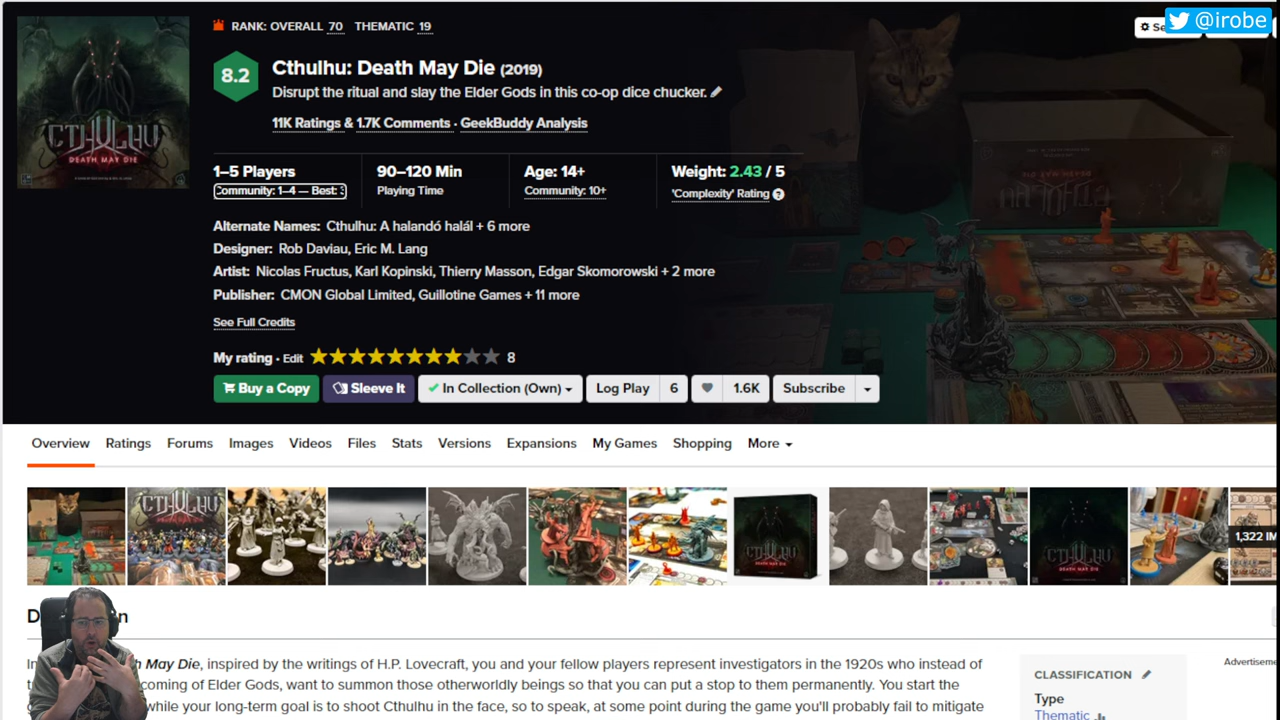 @irobe
RANK: OVERALL 70 THEMATIC 19
8.2
Cthulhu: Death May Die (2019)
Disrupt the ritual and slay the Elder Gods in this co-op dice chucker.
11K Ratings & 1.7K Comments · GeekBuddy Analysis
1–5 Players 90–120 Min Age: 14+ Weight: 2.43 / 5
Community: 1–4 — Best: 3 Playing Time Community: 10+ 'Complexity' Rating ?
CTHULHU
DEATH MAY DIE
Alternate Names: Cthulhu: A halandó halál + 6 more
Designer: Rob Daviau, Eric M. Lang
Artist: Nicolas Fructus, Karl Kopinski, Thierry Masson, Edgar Skomorowski + 2 more
Publisher: CMON Global Limited, Guillotine Games + 11 more
See Full Credits
My rating · Edit 8
Buy a Copy Sleeve It In Collection (Own) Log Play 6 1.6K Subscribe
Overview Ratings Forums Images Videos Files Stats Versions Expansions My Games Shopping More
CTHULHU
CTHULHU
CTHULHU
1,322 IM
May Die, inspired by the writings of H.P. Lovecraft, you and your fellow players represent investigators in the 1920s who instead of
coming of Elder Gods, want to summon those otherworldly beings so that you can put a stop to them permanently. You start the
while your long-term goal is to shoot Cthulhu in the face, so to speak, at some point during the game you'll probably fail to mitigate
CLASSIFICATION
Type
Thematic
Advertiseme